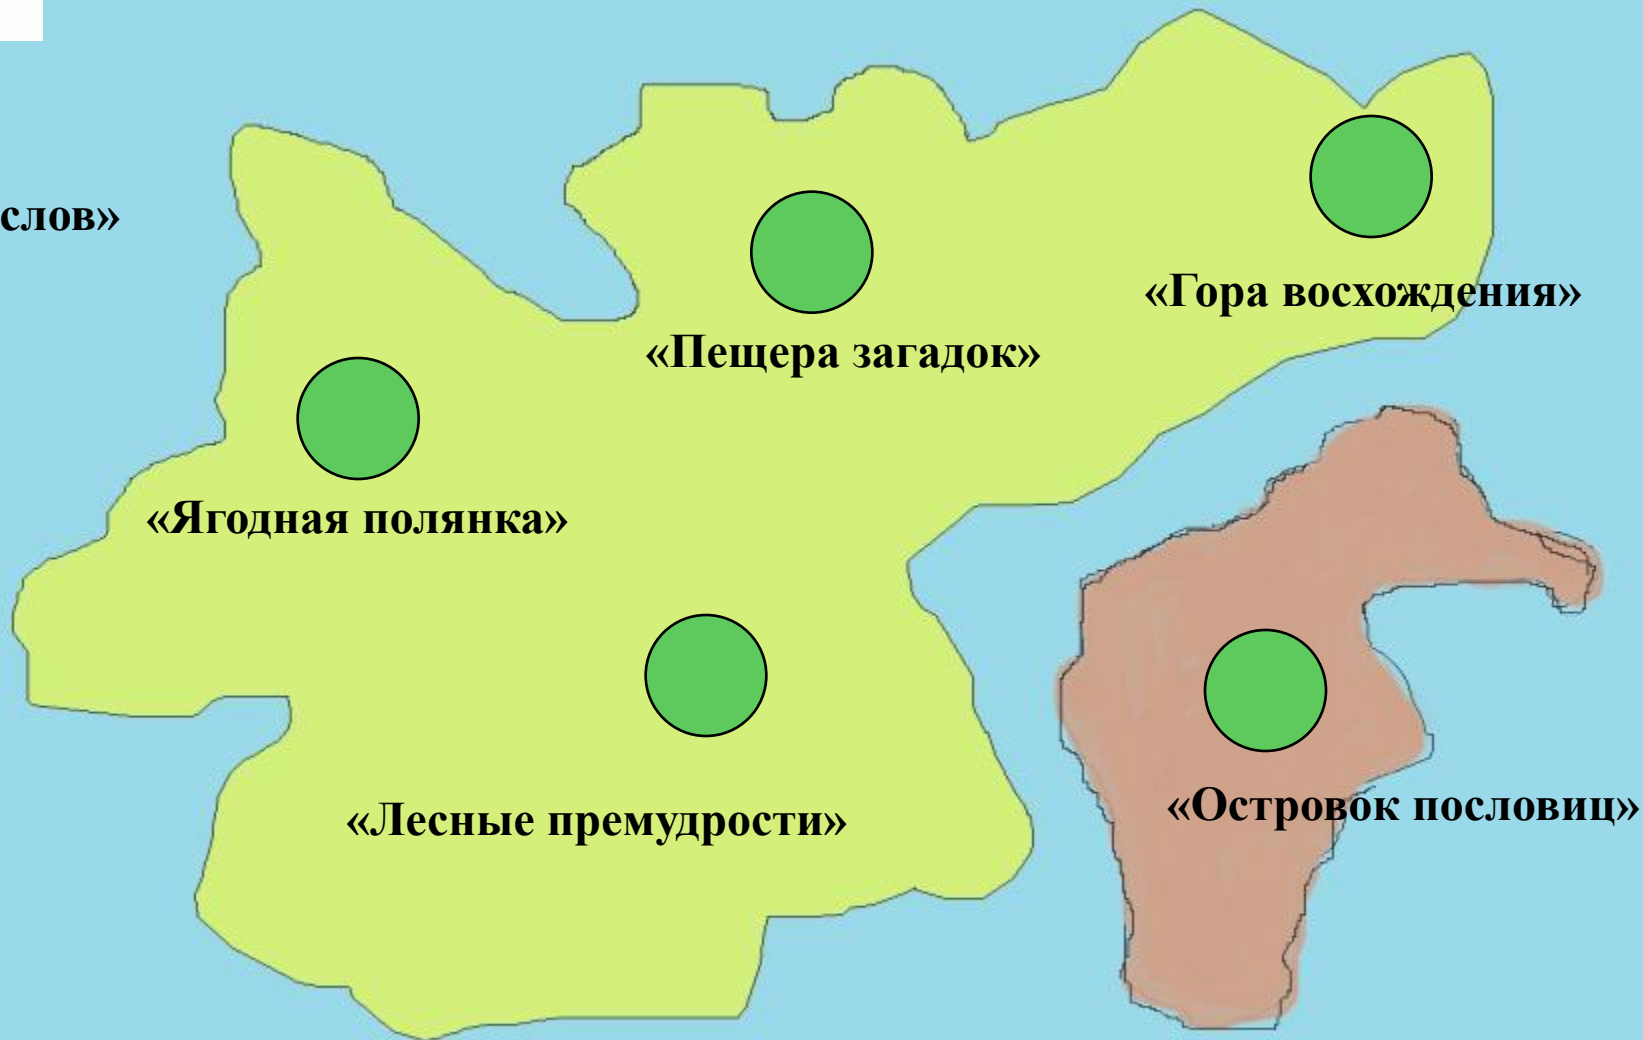 слов»
«Гора восхождения»
«Пещера загадок»
«Ягодная полянка»
«Островок пословиц»
«Лесные премудрости»